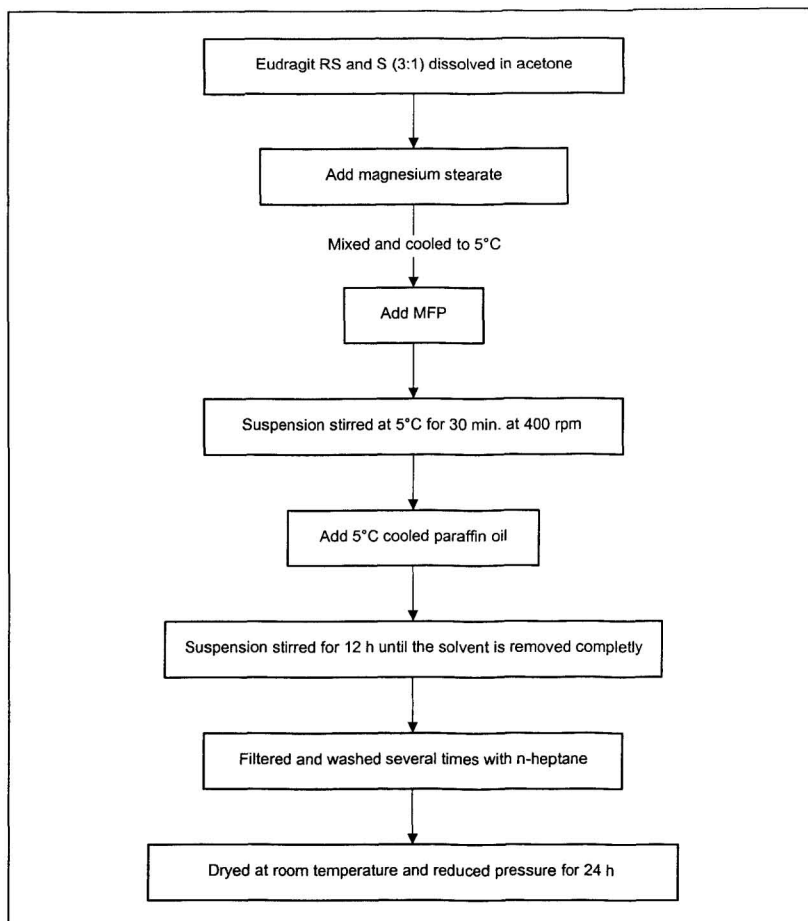 Eudragit RS and S (3:1) dissolved in acetone
Add magnesium stearate
Mixed and cooled to 5°C
Add MFP
Suspension stirred at 5°C for 30 min. at 400 rpm
Add 5°C cooled paraffin oil
Suspension stirred for 12 h until the solvent is removed completly
Filtered and washed several times with n-heptane
Dryed at room temperature and reduced pressure for 24 h